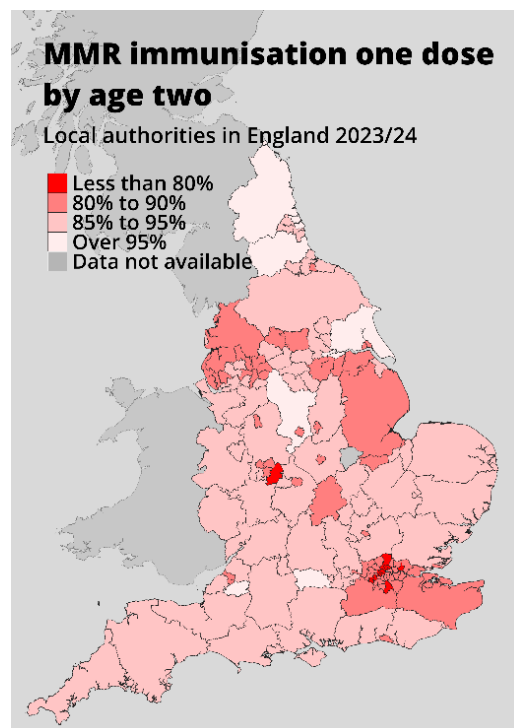 MMR immunisation one dose
by age two
Local authorities in England 2023/24
Less than 80%
80% to 90%
85% to 95%
Over 95%
Data not available